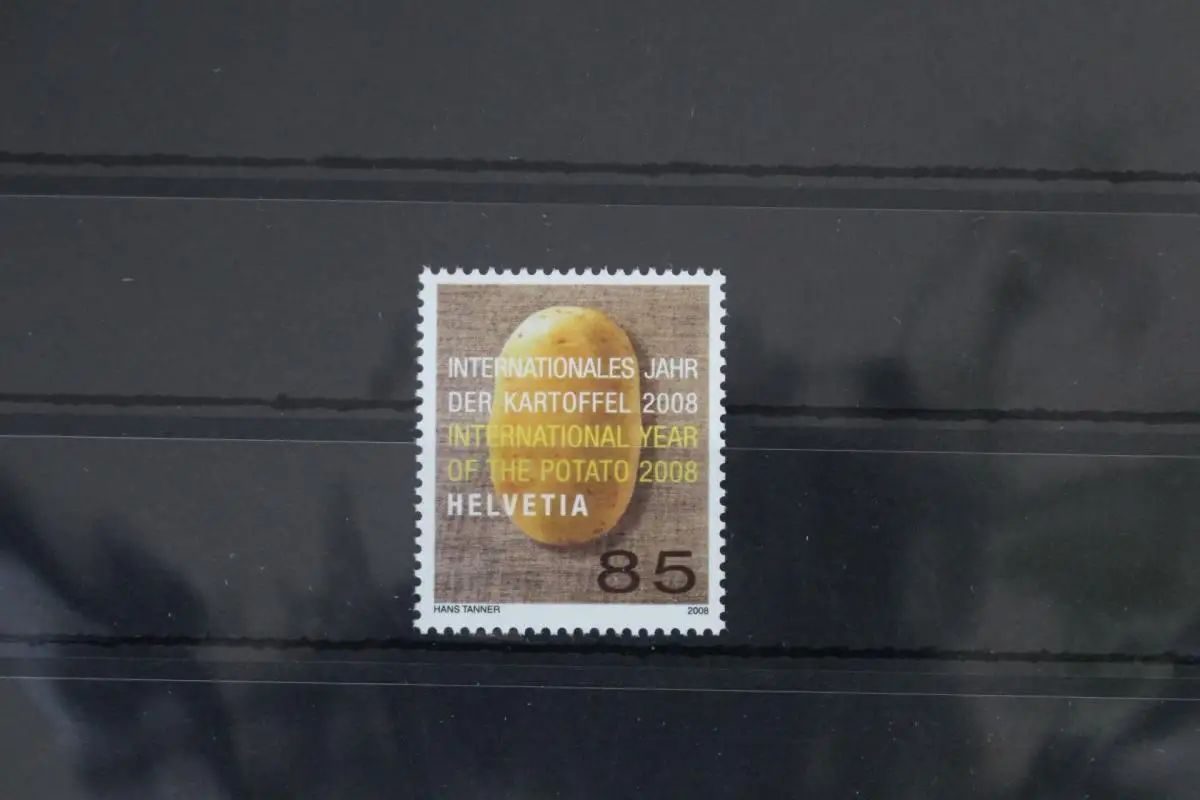 INTERNATIONALES JAHR
DER KARTOFFEL 2008
INTERNATIONAL YEAR
OF THE POTATO 2008
HELVETIA
85
HANS TANNER 2008